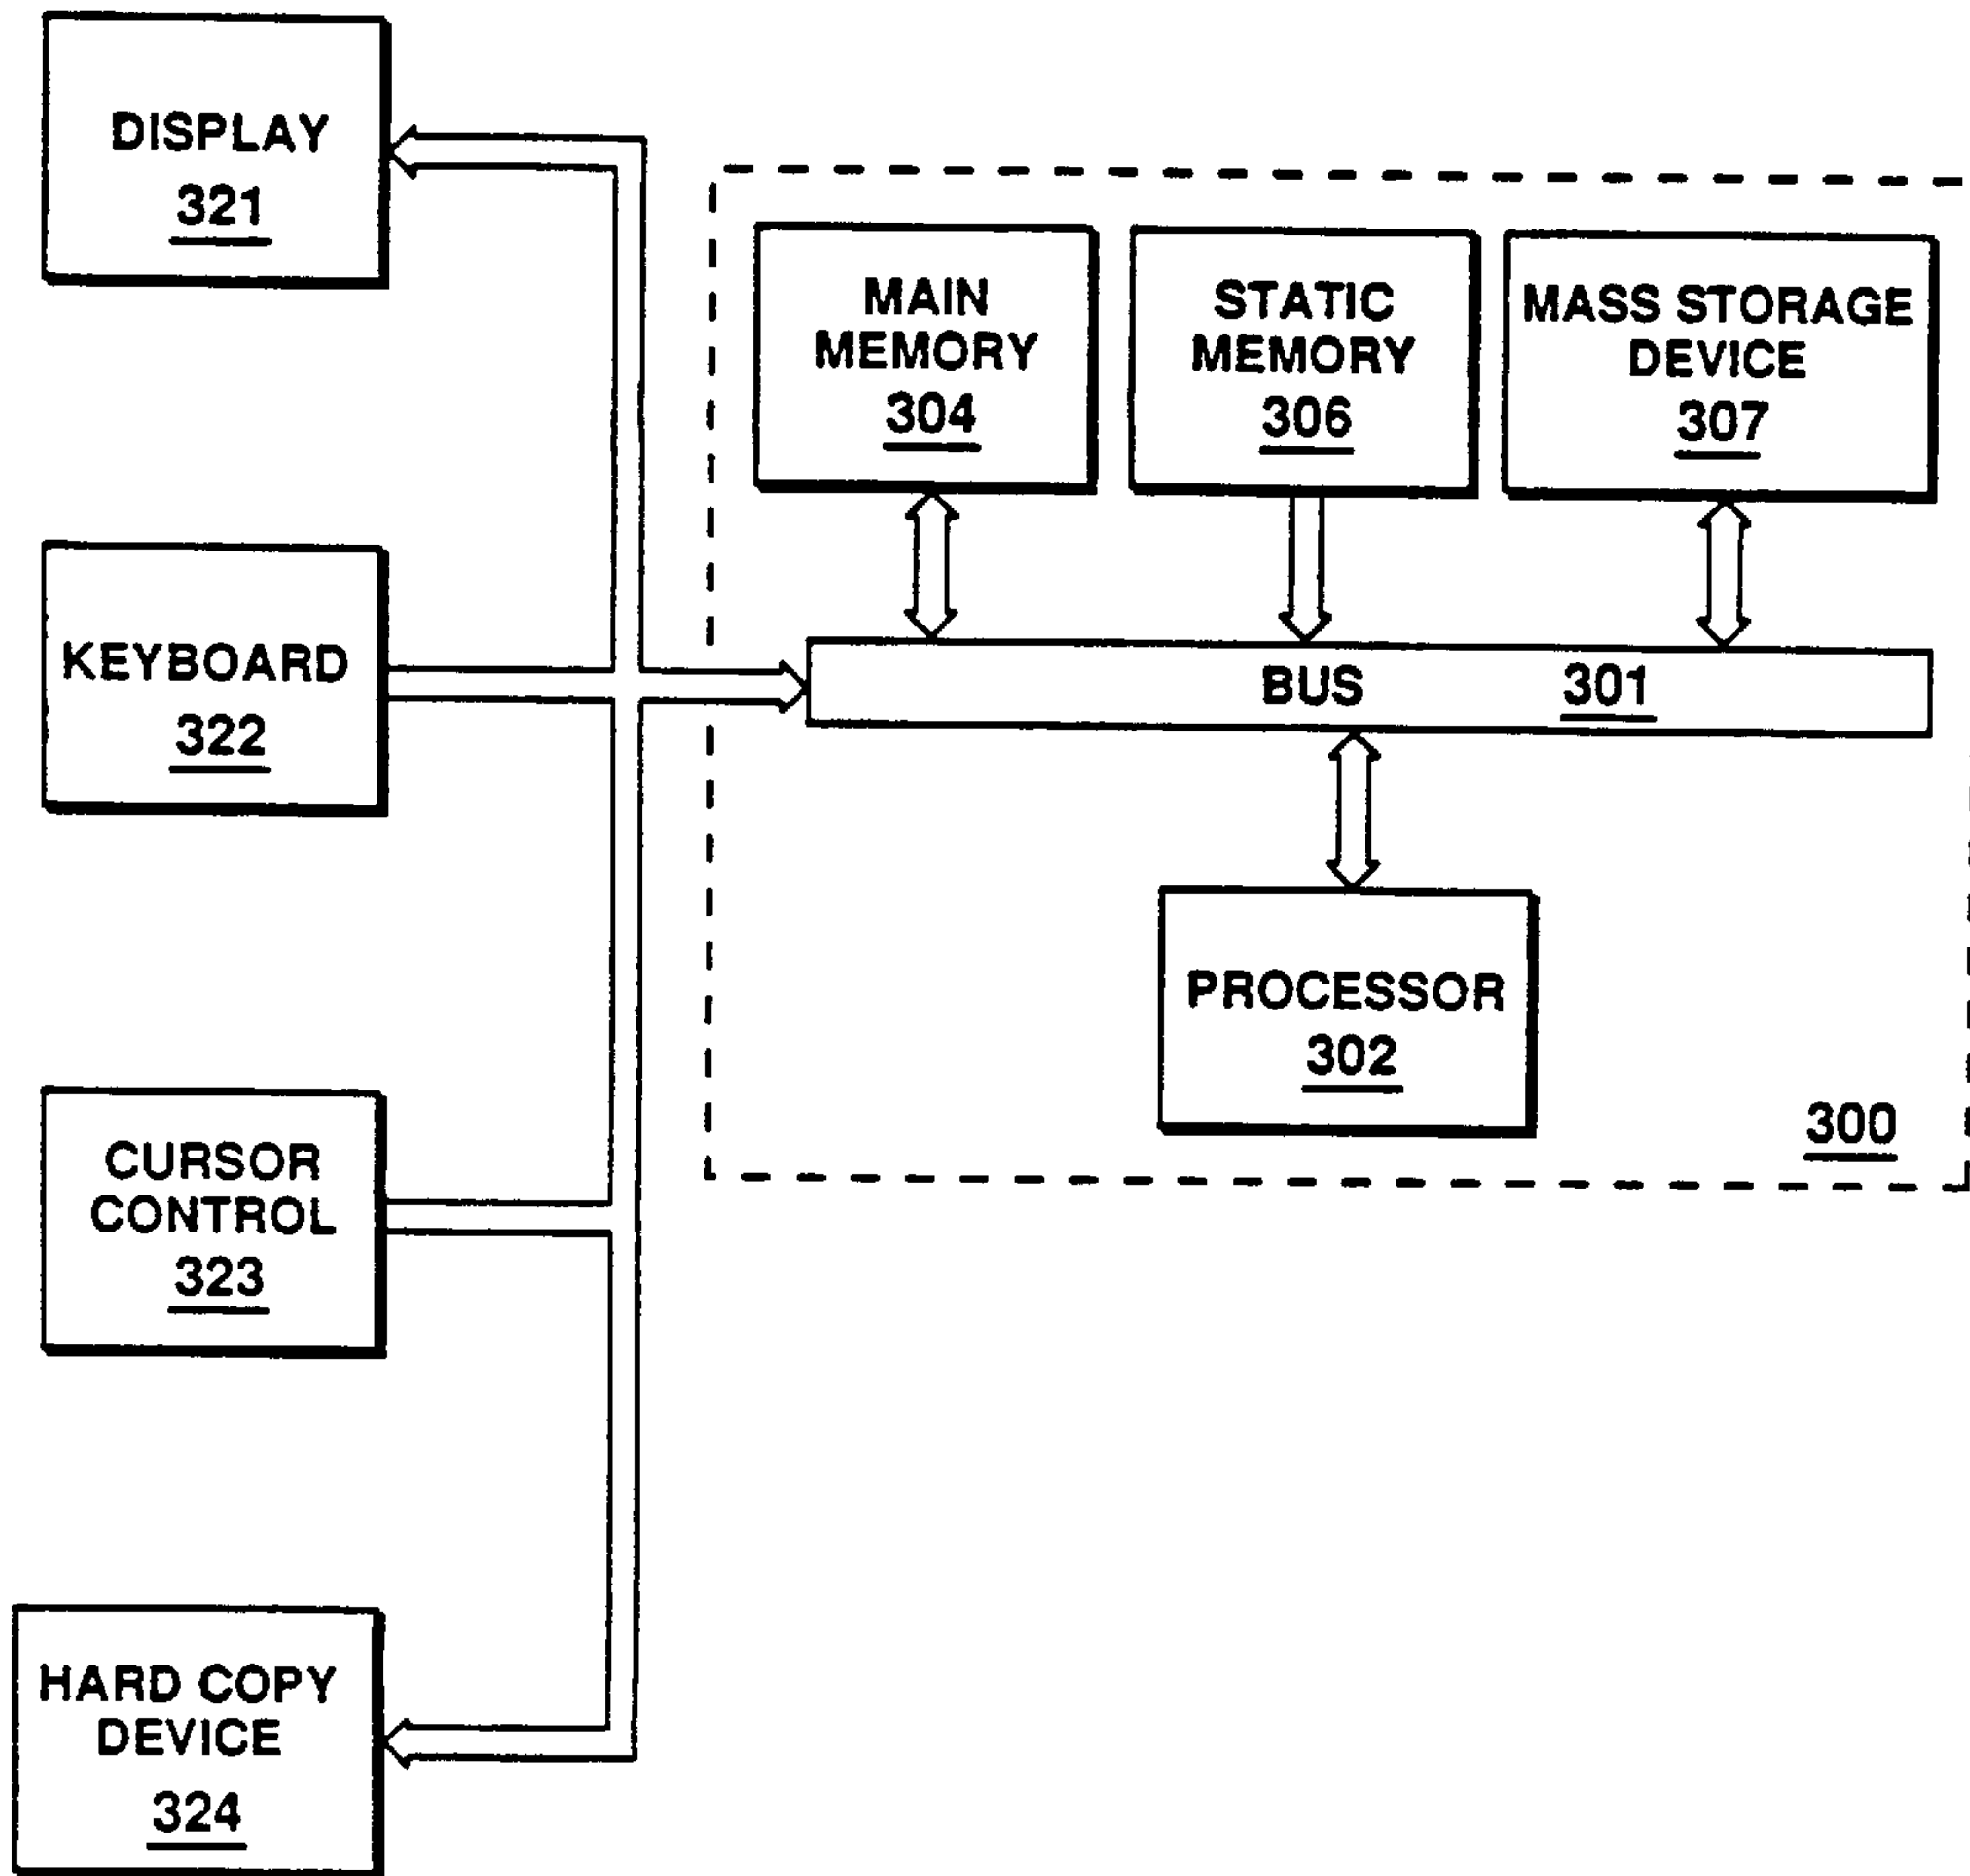 DISPLAY
321
MAIN
MEMORY
304
STATIC
MEMORY
306
MASS STORAGE
DEVICE
307
KEYBOARD
322
BUS 301
PROCESSOR
302
300
CURSOR
CONTROL
323
HARD COPY
DEVICE
324